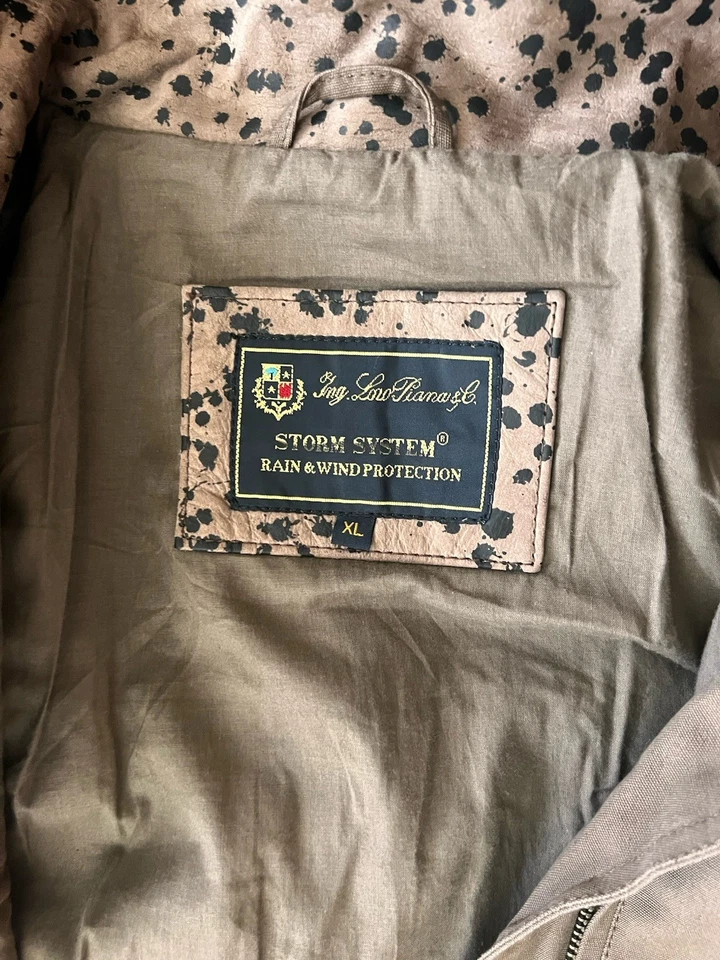 Ing. Loro Piana & C.
STORM SYSTEM®
RAIN & WIND PROTECTION
XL